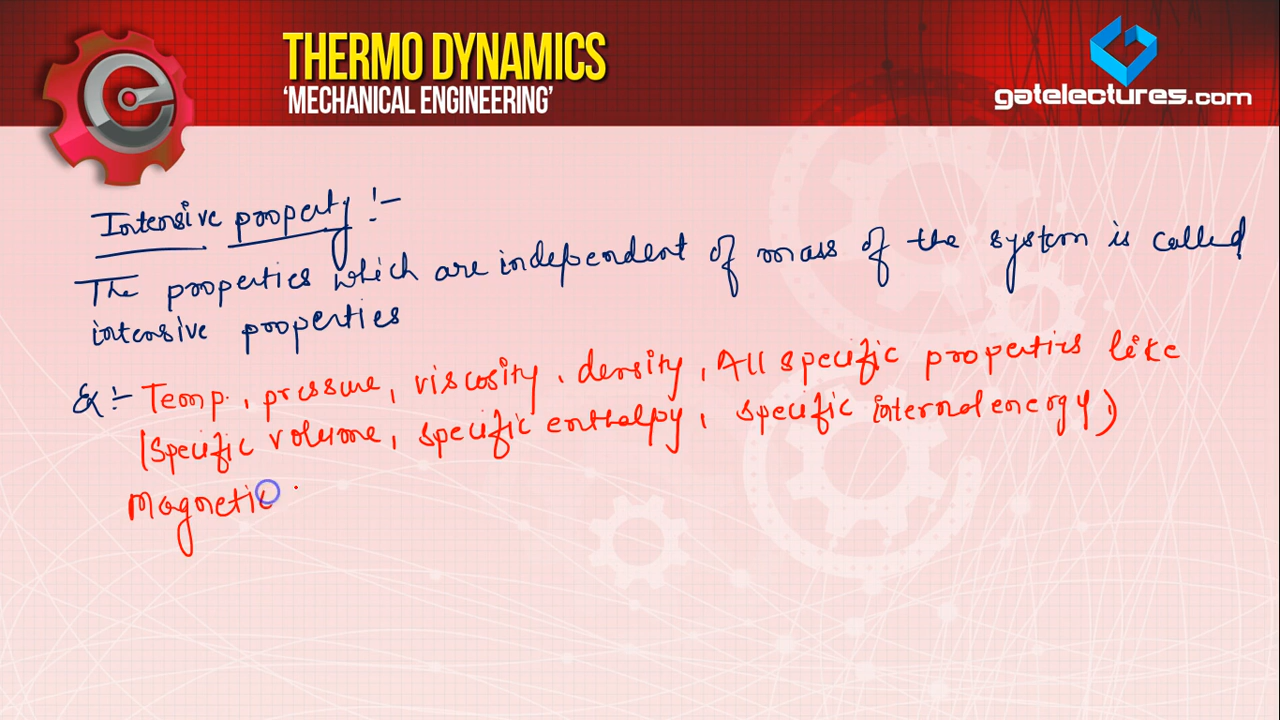 THERMO DYNAMICS
'MECHANICAL ENGINEERING'
gatelectures.com
Intensive property :-
The properties which are independent of mass of the system is called
intensive properties
Ex :- Temp., pressure, viscosity, density, All specific properties like
(specific volume, specific enthalpy, specific internal energy,)
Magnetic